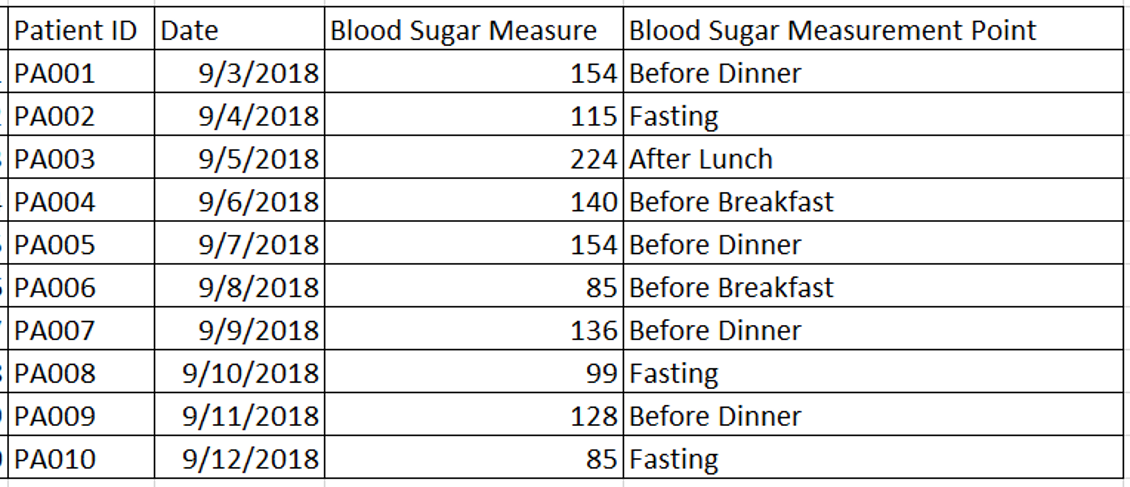 Patient ID Date Blood Sugar Measure Blood Sugar Measurement Point
PA001 9/3/2018 154 Before Dinner
PA002 9/4/2018 115 Fasting
PA003 9/5/2018 224 After Lunch
PA004 9/6/2018 140 Before Breakfast
PA005 9/7/2018 154 Before Dinner
PA006 9/8/2018 85 Before Breakfast
PA007 9/9/2018 136 Before Dinner
PA008 9/10/2018 99 Fasting
PA009 9/11/2018 128 Before Dinner
PA010 9/12/2018 85 Fasting